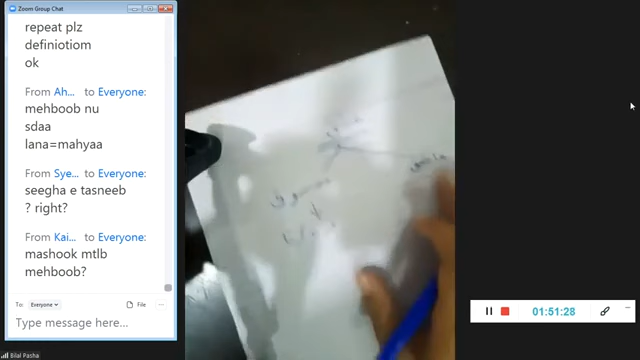 Zoom Group Chat
repeat plz
definiotiom
ok
From Ah... to Everyone:
mehboob nu
sdaa
lana=mahyaa
From Sye... to Everyone:
seegha e tasneeb
? right?
From Kai... to Everyone:
mashook mtlb
mehboob?
To: Everyone
File
Type message here...
Bilal Pasha
01:51:28